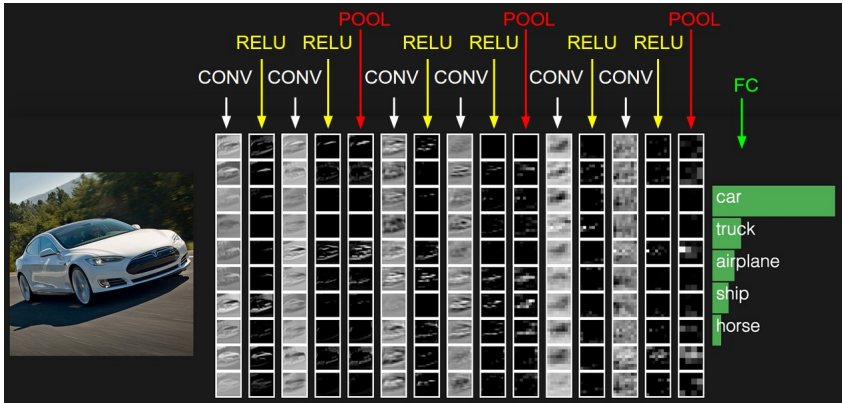 POOL POOL POOL
RELU RELU RELU RELU RELU RELU
CONV CONV CONV CONV CONV CONV
FC
car
truck
airplane
ship
horse